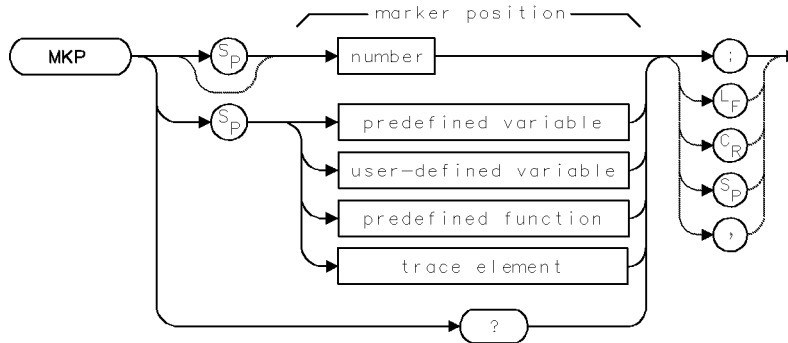 marker position
MKP
SP
number
;
LF
SP
predefined variable
CR
user-defined variable
SP
predefined function
,
trace element
?